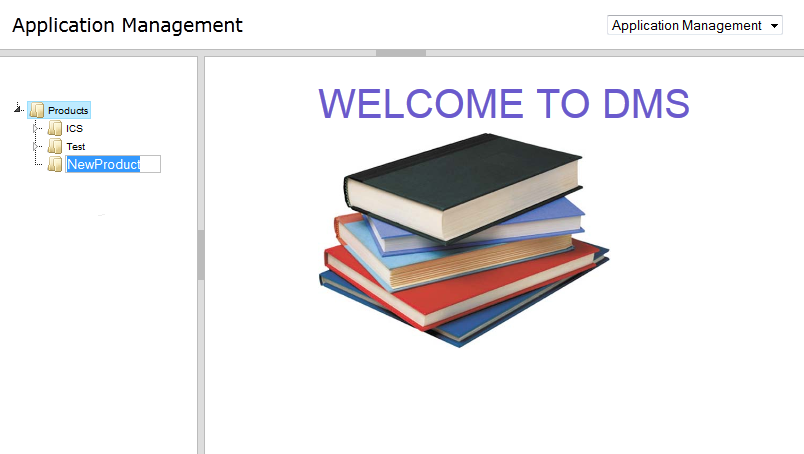 Application Management
Application Management
Products
ICS
Test
NewProduct
WELCOME TO DMS